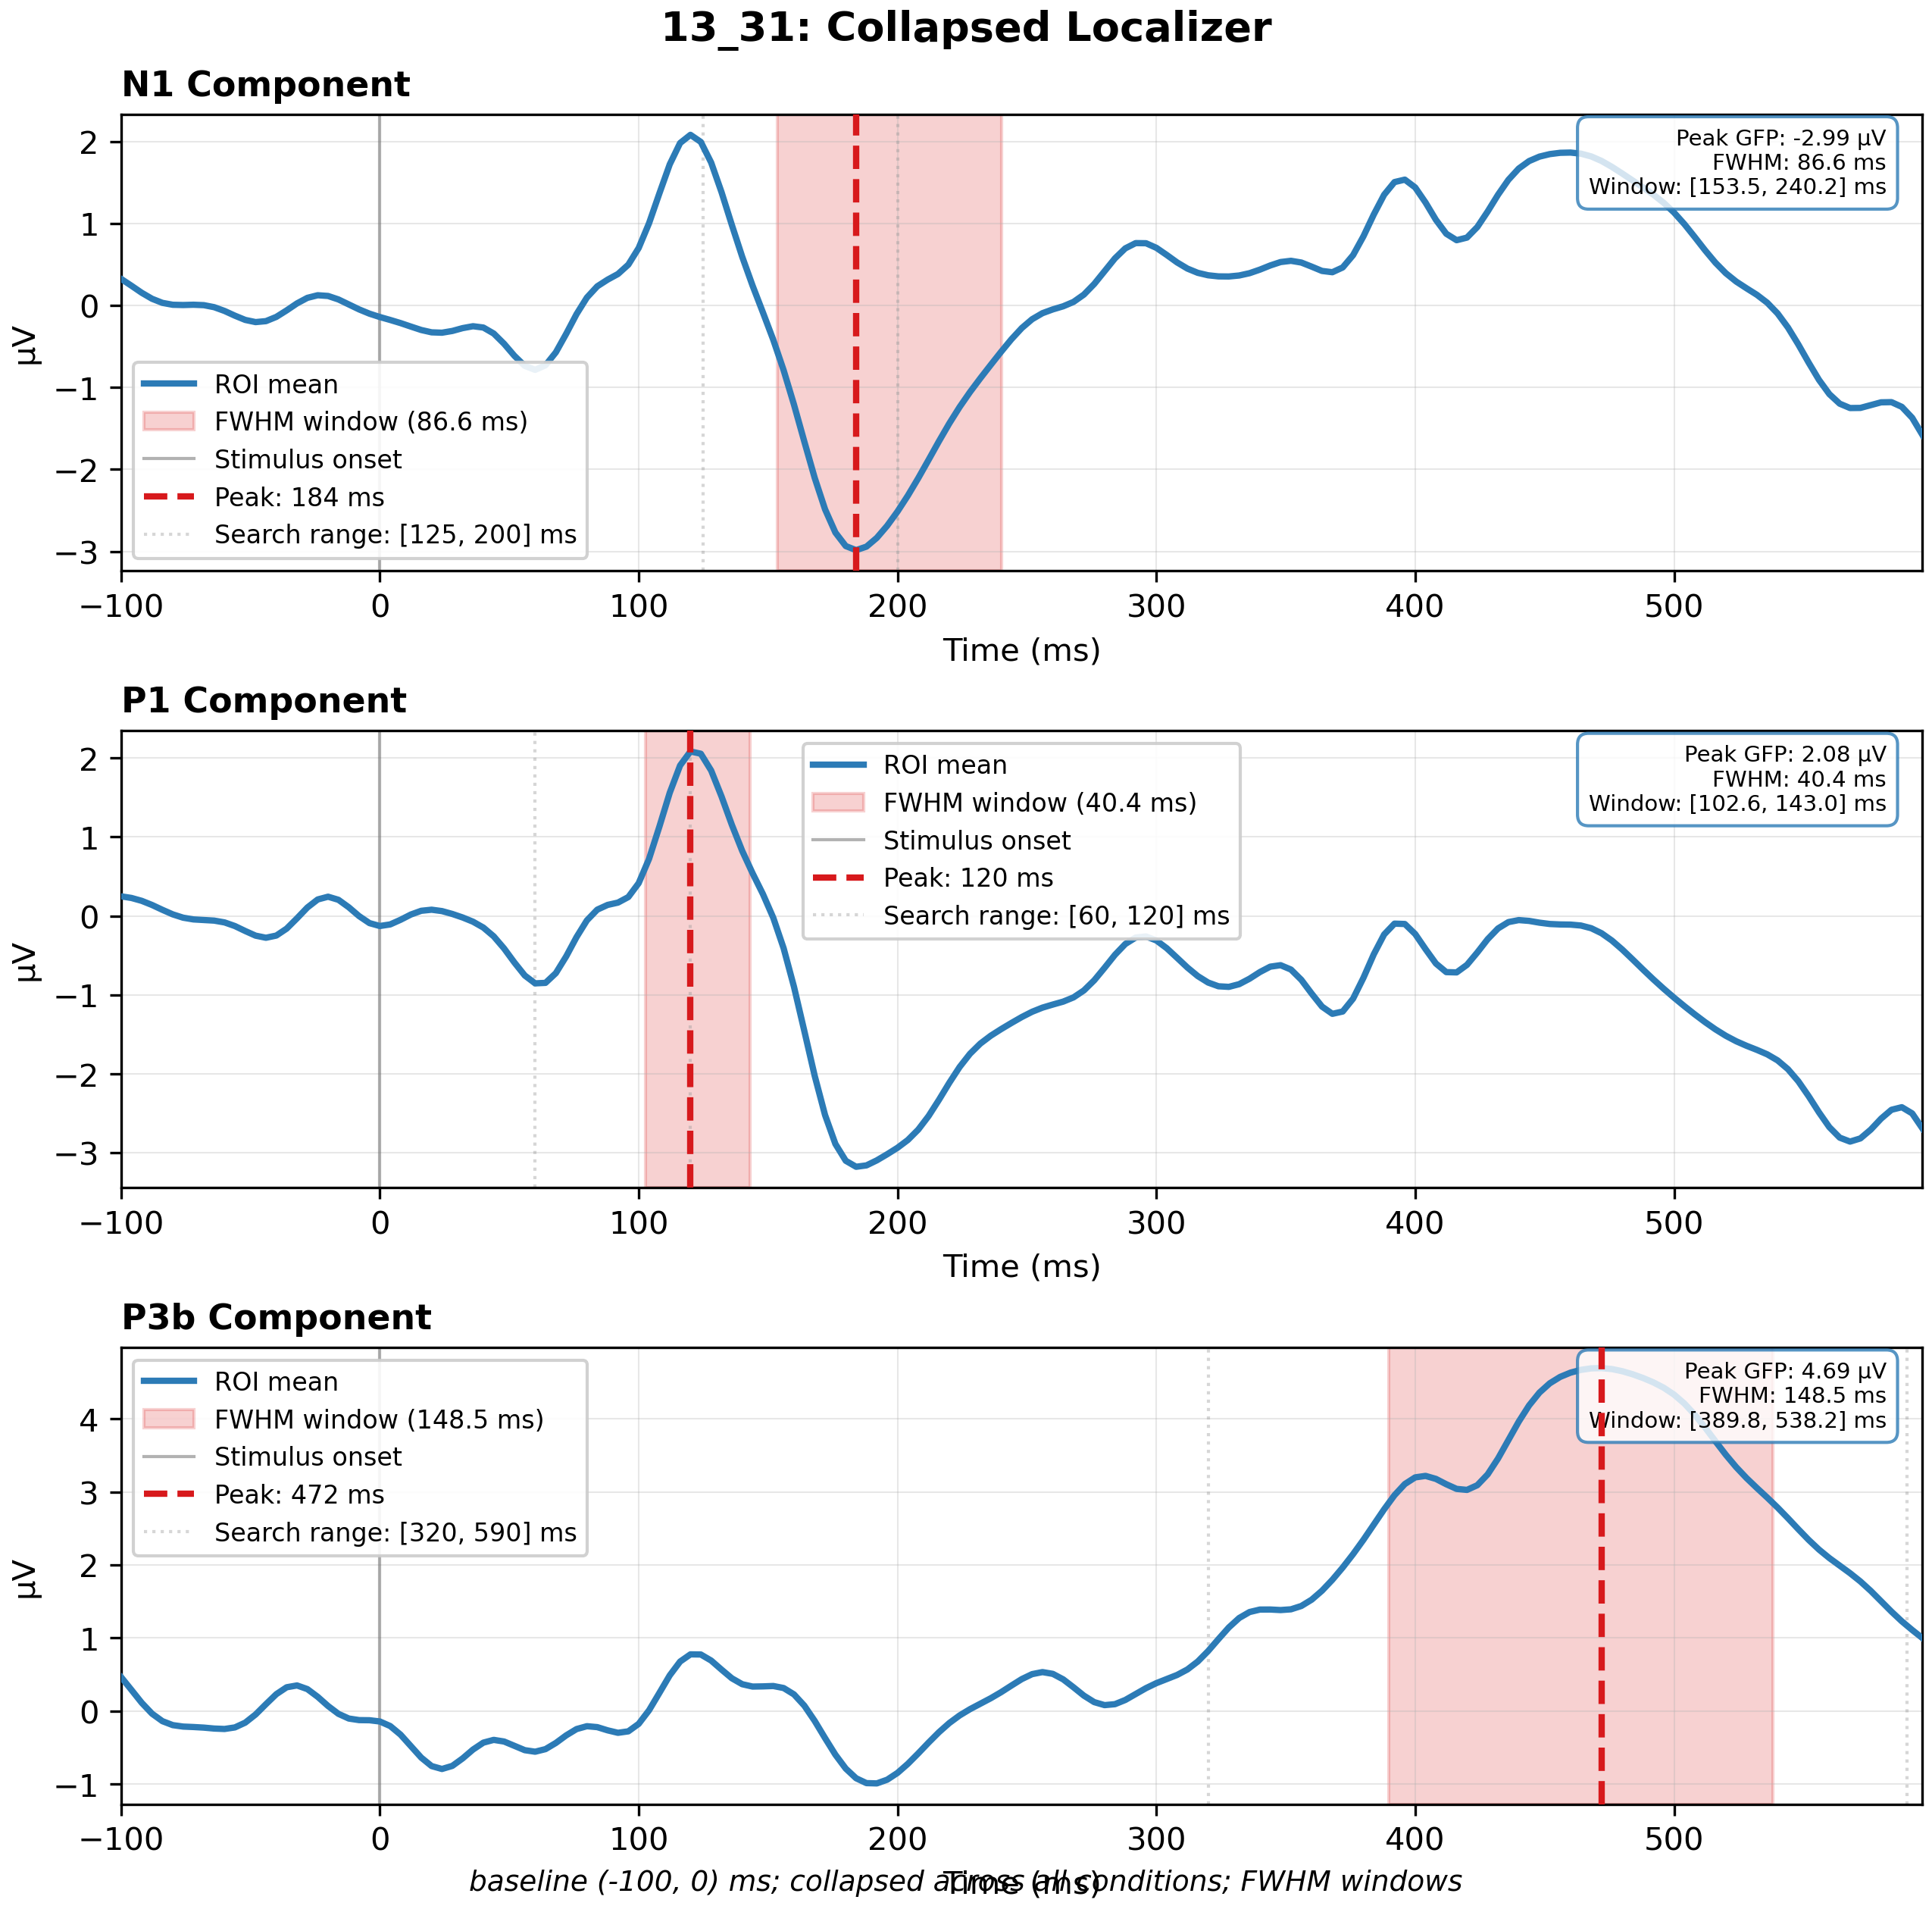 13_31: Collapsed Localizer
N1 Component
Peak GFP: -2.99 µV
FWHM: 86.6 ms
Window: [153.5, 240.2] ms
2
1
0
−1
−2
−3
µV
ROI mean
FWHM window (86.6 ms)
Stimulus onset
Peak: 184 ms
Search range: [125, 200] ms
−100 0 100 200 300 400 500
Time (ms)
P1 Component
ROI mean
FWHM window (40.4 ms)
Stimulus onset
Peak: 120 ms
Search range: [60, 120] ms
Peak GFP: 2.08 µV
FWHM: 40.4 ms
Window: [102.6, 143.0] ms
2
1
0
−1
−2
−3
µV
−100 0 100 200 300 400 500
Time (ms)
P3b Component
ROI mean
FWHM window (148.5 ms)
Stimulus onset
Peak: 472 ms
Search range: [320, 590] ms
Peak GFP: 4.69 µV
FWHM: 148.5 ms
Window: [389.8, 538.2] ms
4
3
2
1
0
−1
µV
−100 0 100 200 300 400 500
Time (ms)
baseline (-100, 0) ms; collapsed across all conditions; FWHM windows